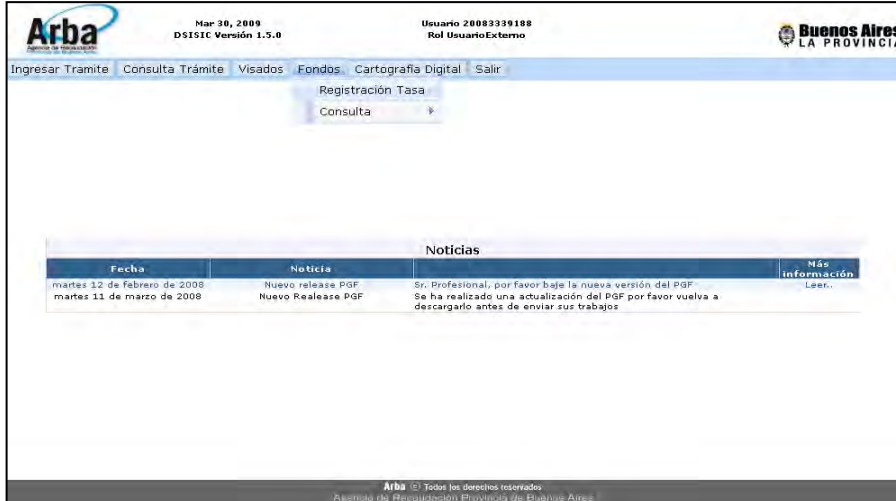 Arba
Agencia de Recaudación
Mar 30, 2009
DSISIC Versión 1.5.0
Usuario 20083339188
Rol UsuarioExterno
Buenos Aires
LA PROVINCIA
Ingresar Tramite Consulta Trámite Visados Fondos Cartografía Digital Salir
Registración Tasa
Consulta
Noticias
Fecha Noticia Más información
martes 12 de febrero de 2008 Nuevo release PGF Sr. Profesional, por favor baje la nueva versión del PGF Leer..
martes 11 de marzo de 2008 Nuevo Realease PGF Se ha realizado una actualización del PGF por favor vuelva a
descargarlo antes de enviar sus trabajos
Arba © Todos los derechos reservados
Agencia de Recaudación Provincia de Buenos Aires